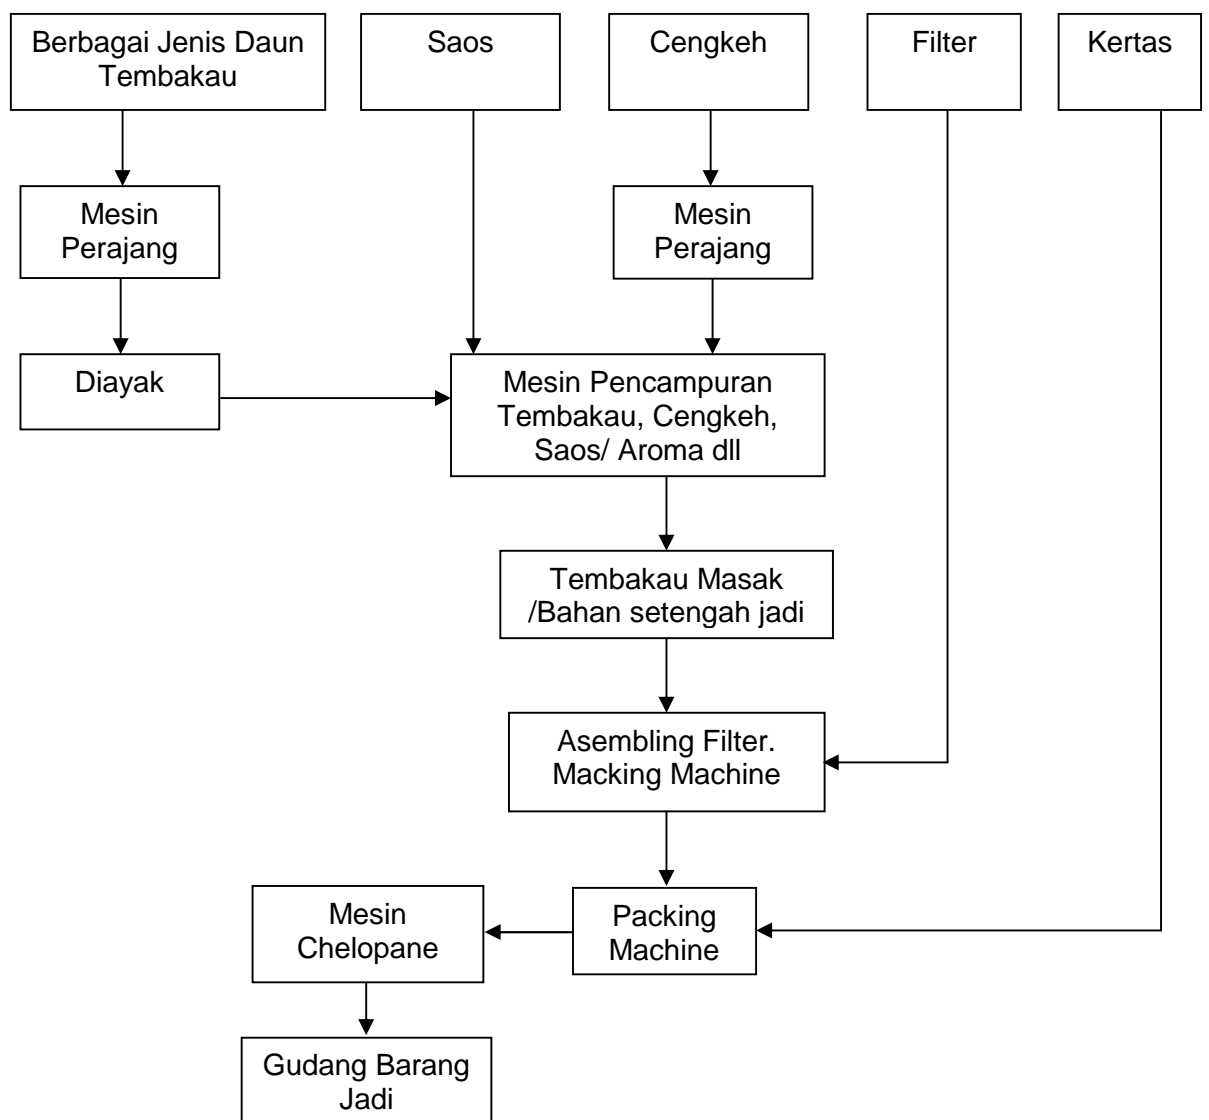 Berbagai Jenis Daun
Tembakau
Saos
Cengkeh
Filter
Kertas
Mesin
Perajang
Mesin
Perajang
Diayak
Mesin Pencampuran
Tembakau, Cengkeh,
Saos/ Aroma dll
Tembakau Masak
/Bahan setengah jadi
Asembling Filter.
Macking Machine
Mesin
Chelopane
Packing
Machine
Gudang Barang
Jadi